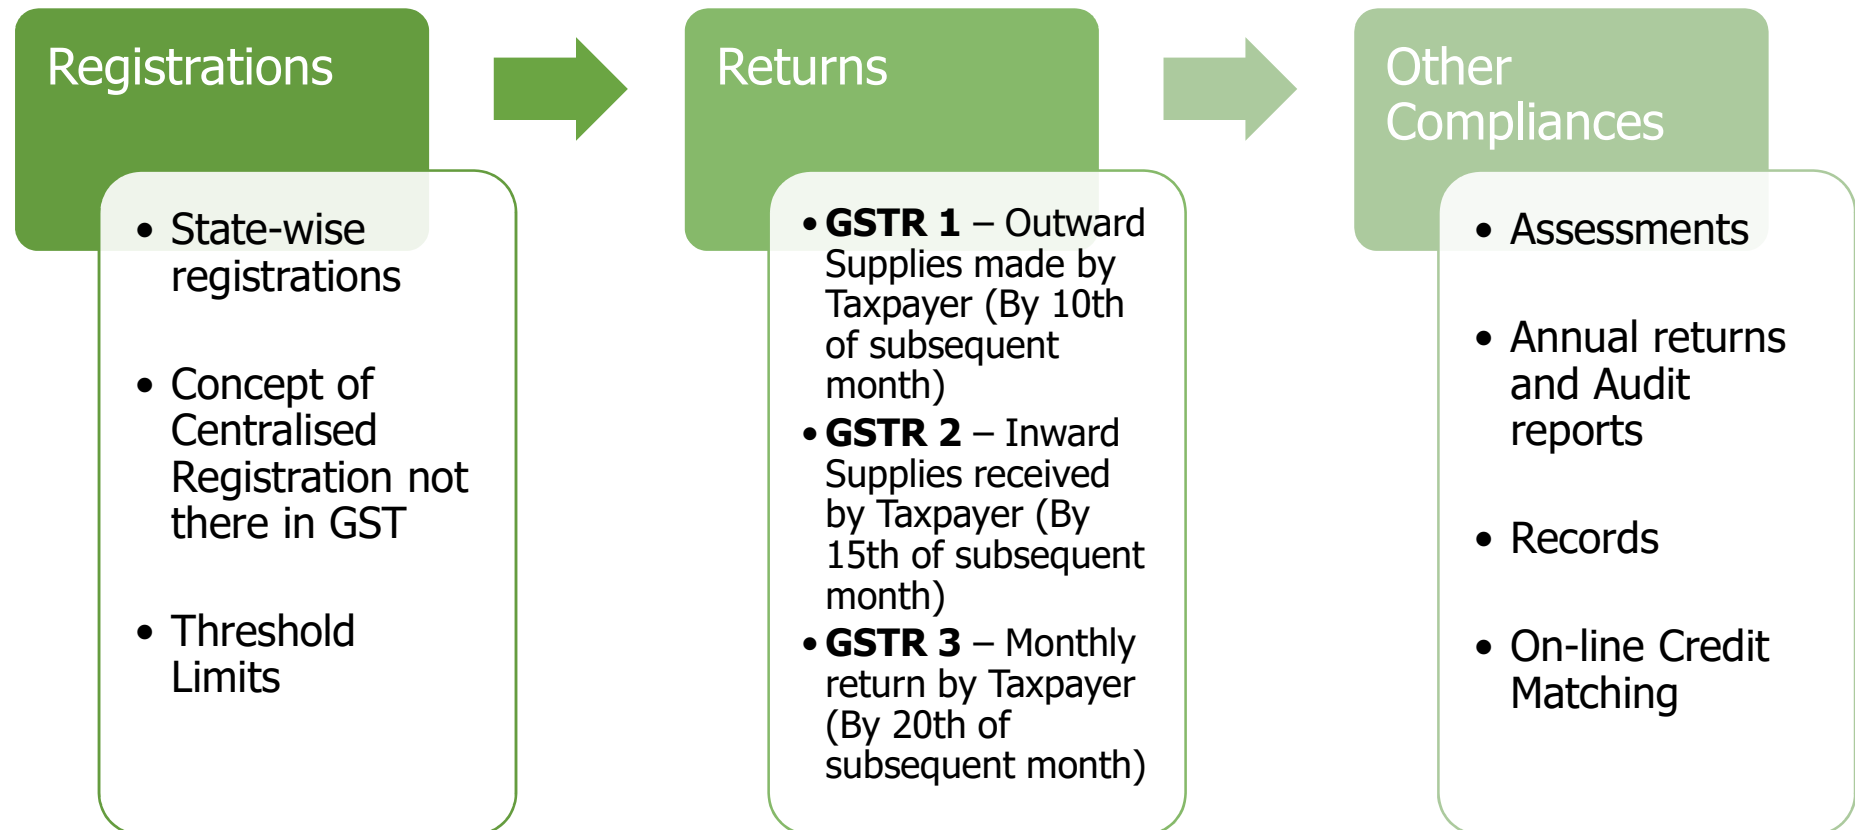 Registrations
• State-wise
registrations
• Concept of
Centralised
Registration not
there in GST
• Threshold
Limits
Returns
• GSTR 1 – Outward
Supplies made by
Taxpayer (By 10th
of subsequent
month)
• GSTR 2 – Inward
Supplies received
by Taxpayer (By
15th of subsequent
month)
• GSTR 3 – Monthly
return by Taxpayer
(By 20th of
subsequent month)
Other
Compliances
• Assessments
• Annual returns
and Audit
reports
• Records
• On-line Credit
Matching